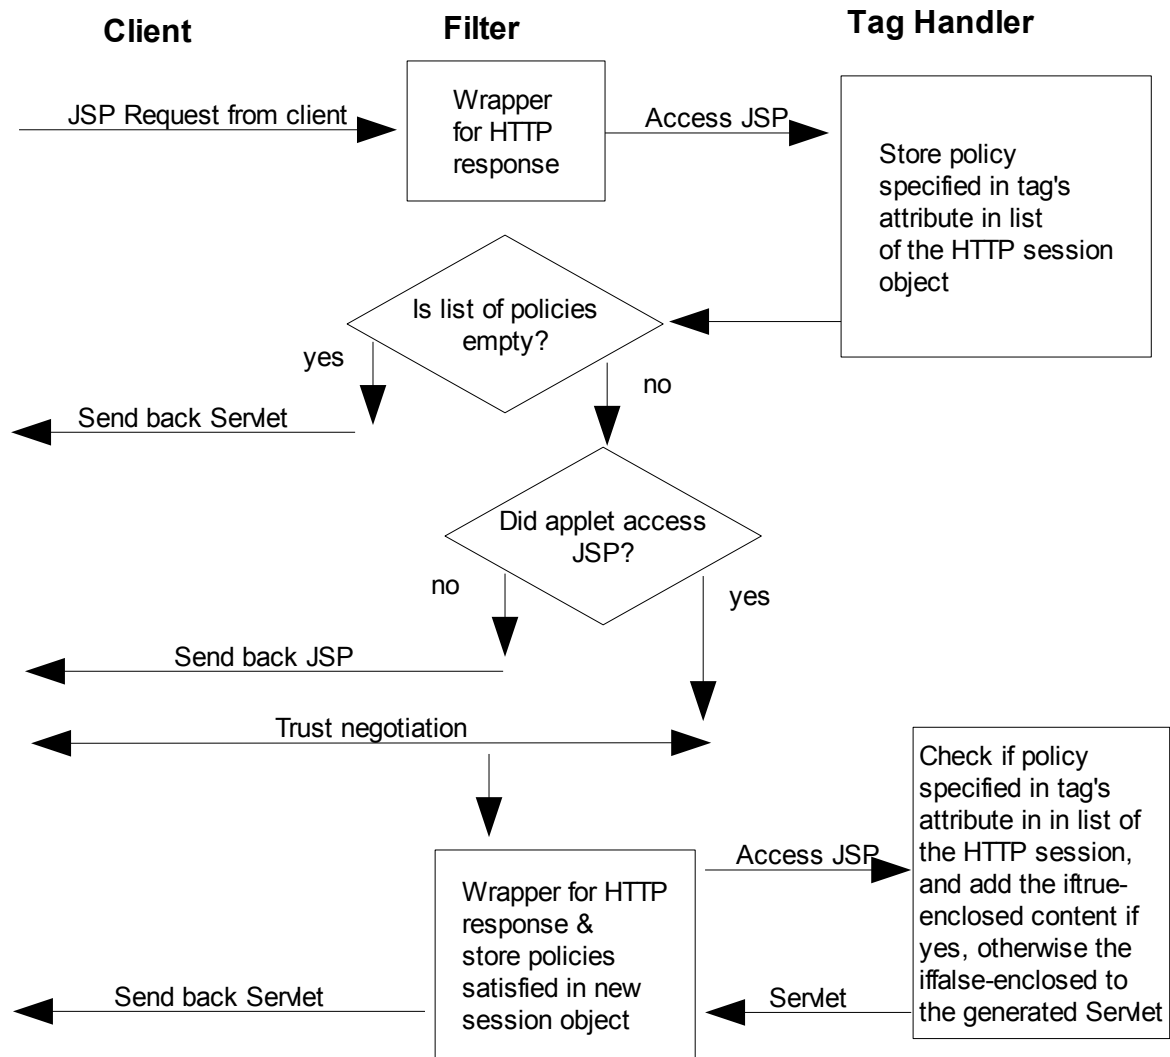 Client
Filter
Tag Handler
JSP Request from client
Wrapper
for HTTP
response
Access JSP
Store policy
specified in tag's
attribute in list
of the HTTP session
object
Is list of policies
empty?
yes
no
Send back Servlet
Did applet access
JSP?
no
yes
Send back JSP
Trust negotiation
Check if policy
specified in tag's
attribute in in list of
the HTTP session,
and add the iftrue-
enclosed content if
yes, otherwise the
iffalse-enclosed to
the generated Servlet
Access JSP
Wrapper for HTTP
response &
store policies
satisfied in new
session object
Servlet
Send back Servlet